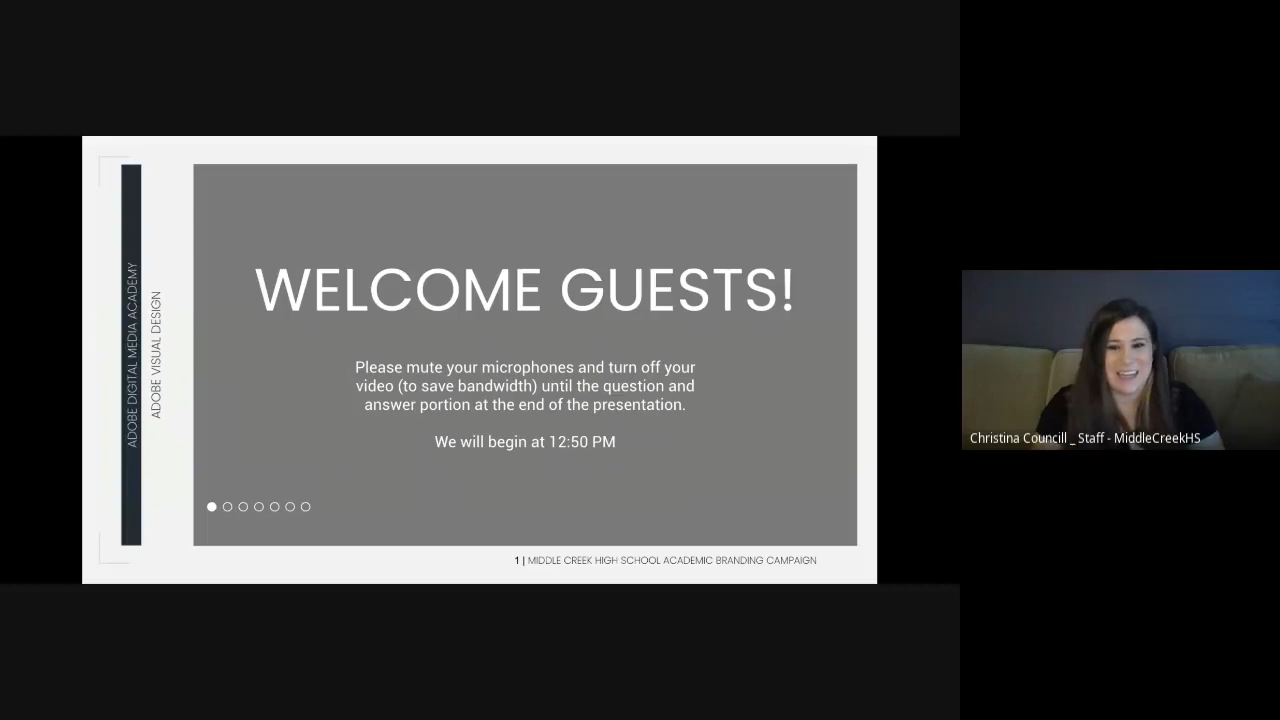 ADOBE DIGITAL MEDIA ACADEMY
ADOBE VISUAL DESIGN
WELCOME GUESTS!
Please mute your microphones and turn off your
video (to save bandwidth) until the question and
answer portion at the end of the presentation.
We will begin at 12:50 PM
1 | MIDDLE CREEK HIGH SCHOOL ACADEMIC BRANDING CAMPAIGN
Christina Councill _ Staff - MiddleCreekHS